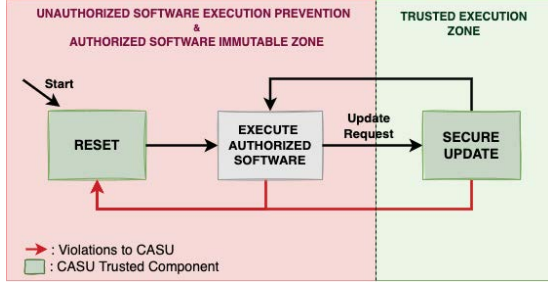 UNAUTHORIZED SOFTWARE EXECUTION PREVENTION
&
AUTHORIZED SOFTWARE IMMUTABLE ZONE
TRUSTED EXECUTION
ZONE
Start
RESET
EXECUTE
AUTHORIZED
SOFTWARE
Update
Request
SECURE
UPDATE
: Violations to CASU
: CASU Trusted Component